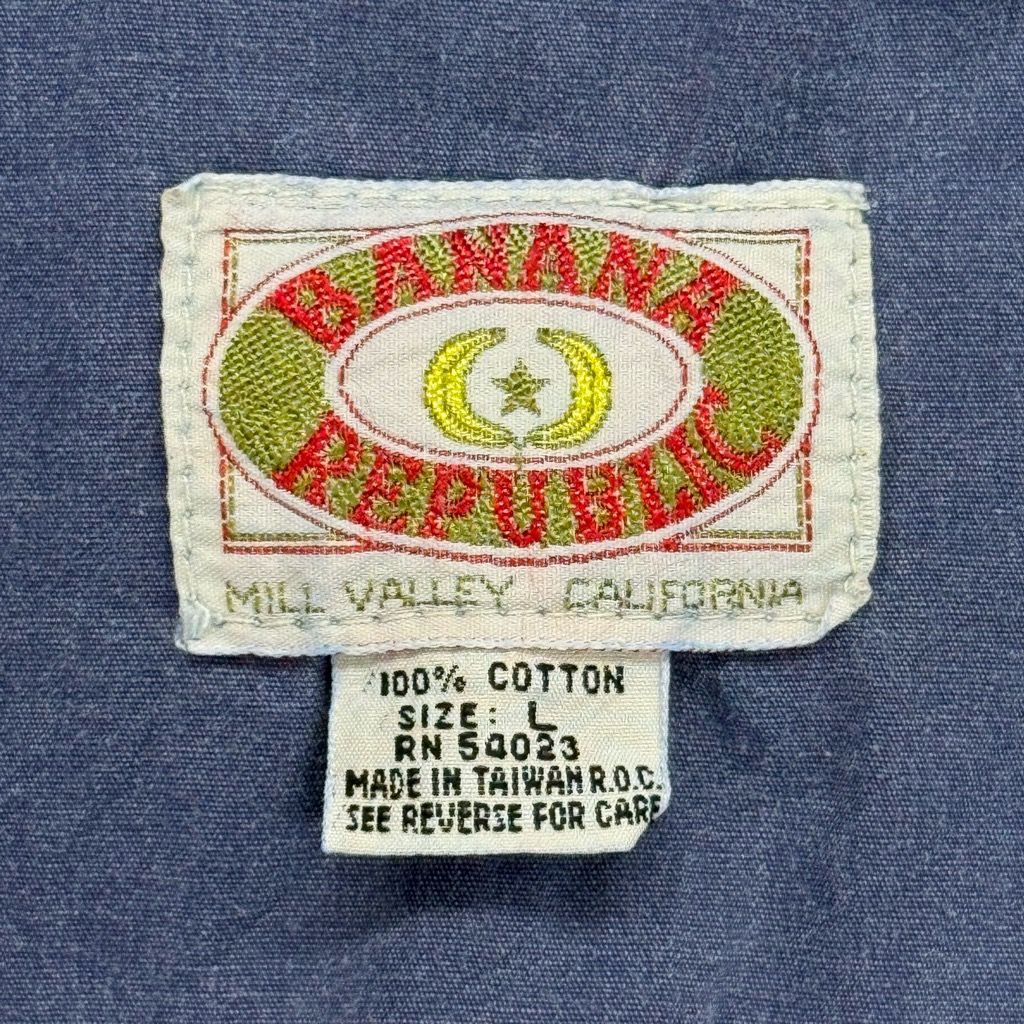 BANANA
REPUBLIC
MILL VALLEY CALIFORNIA
100% COTTON
SIZE: L
RN 54023
MADE IN TAIWAN R.O.C.
SEE REVERSE FOR CARE